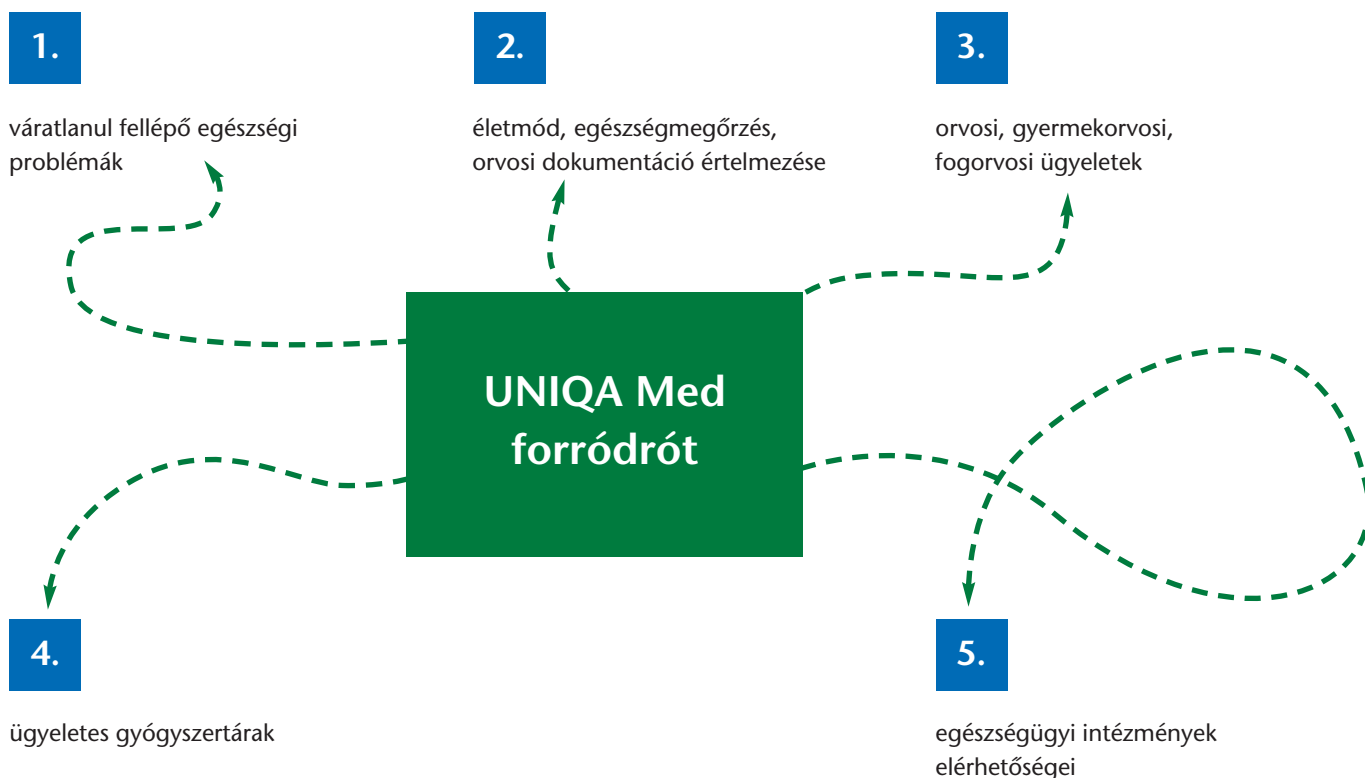 1.
váratlanul fellépő egészségi
problémák
2.
életmód, egészségmegőrzés,
orvosi dokumentáció értelmezése
3.
orvosi, gyermekorvosi,
fogorvosi ügyeletek
UNIQA Med
forródrót
4.
ügyeletes gyógyszertárak
5.
egészségügyi intézmények
elérhetőségei